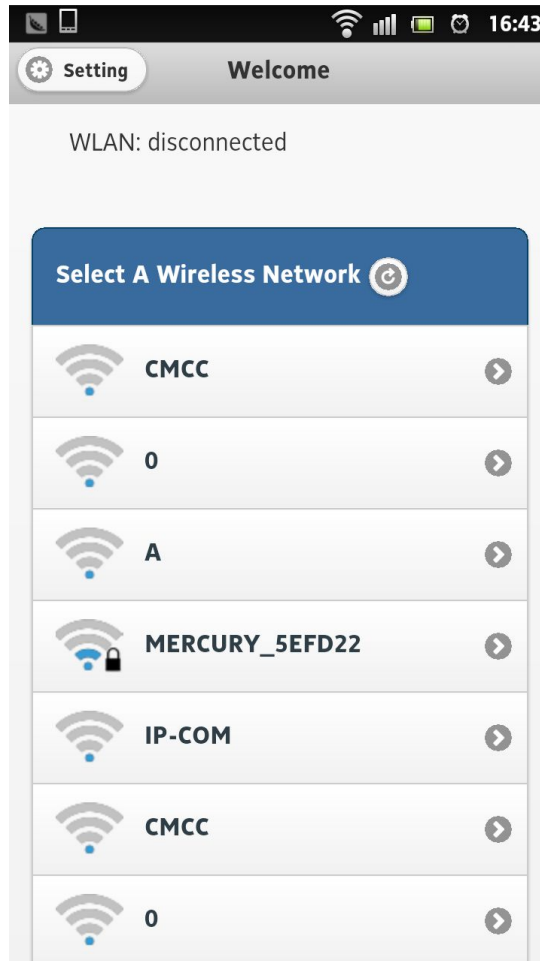 16:43
Setting Welcome
WLAN: disconnected
Select A Wireless Network
CMCC
0
A
MERCURY_5EFD22
IP-COM
CMCC
0